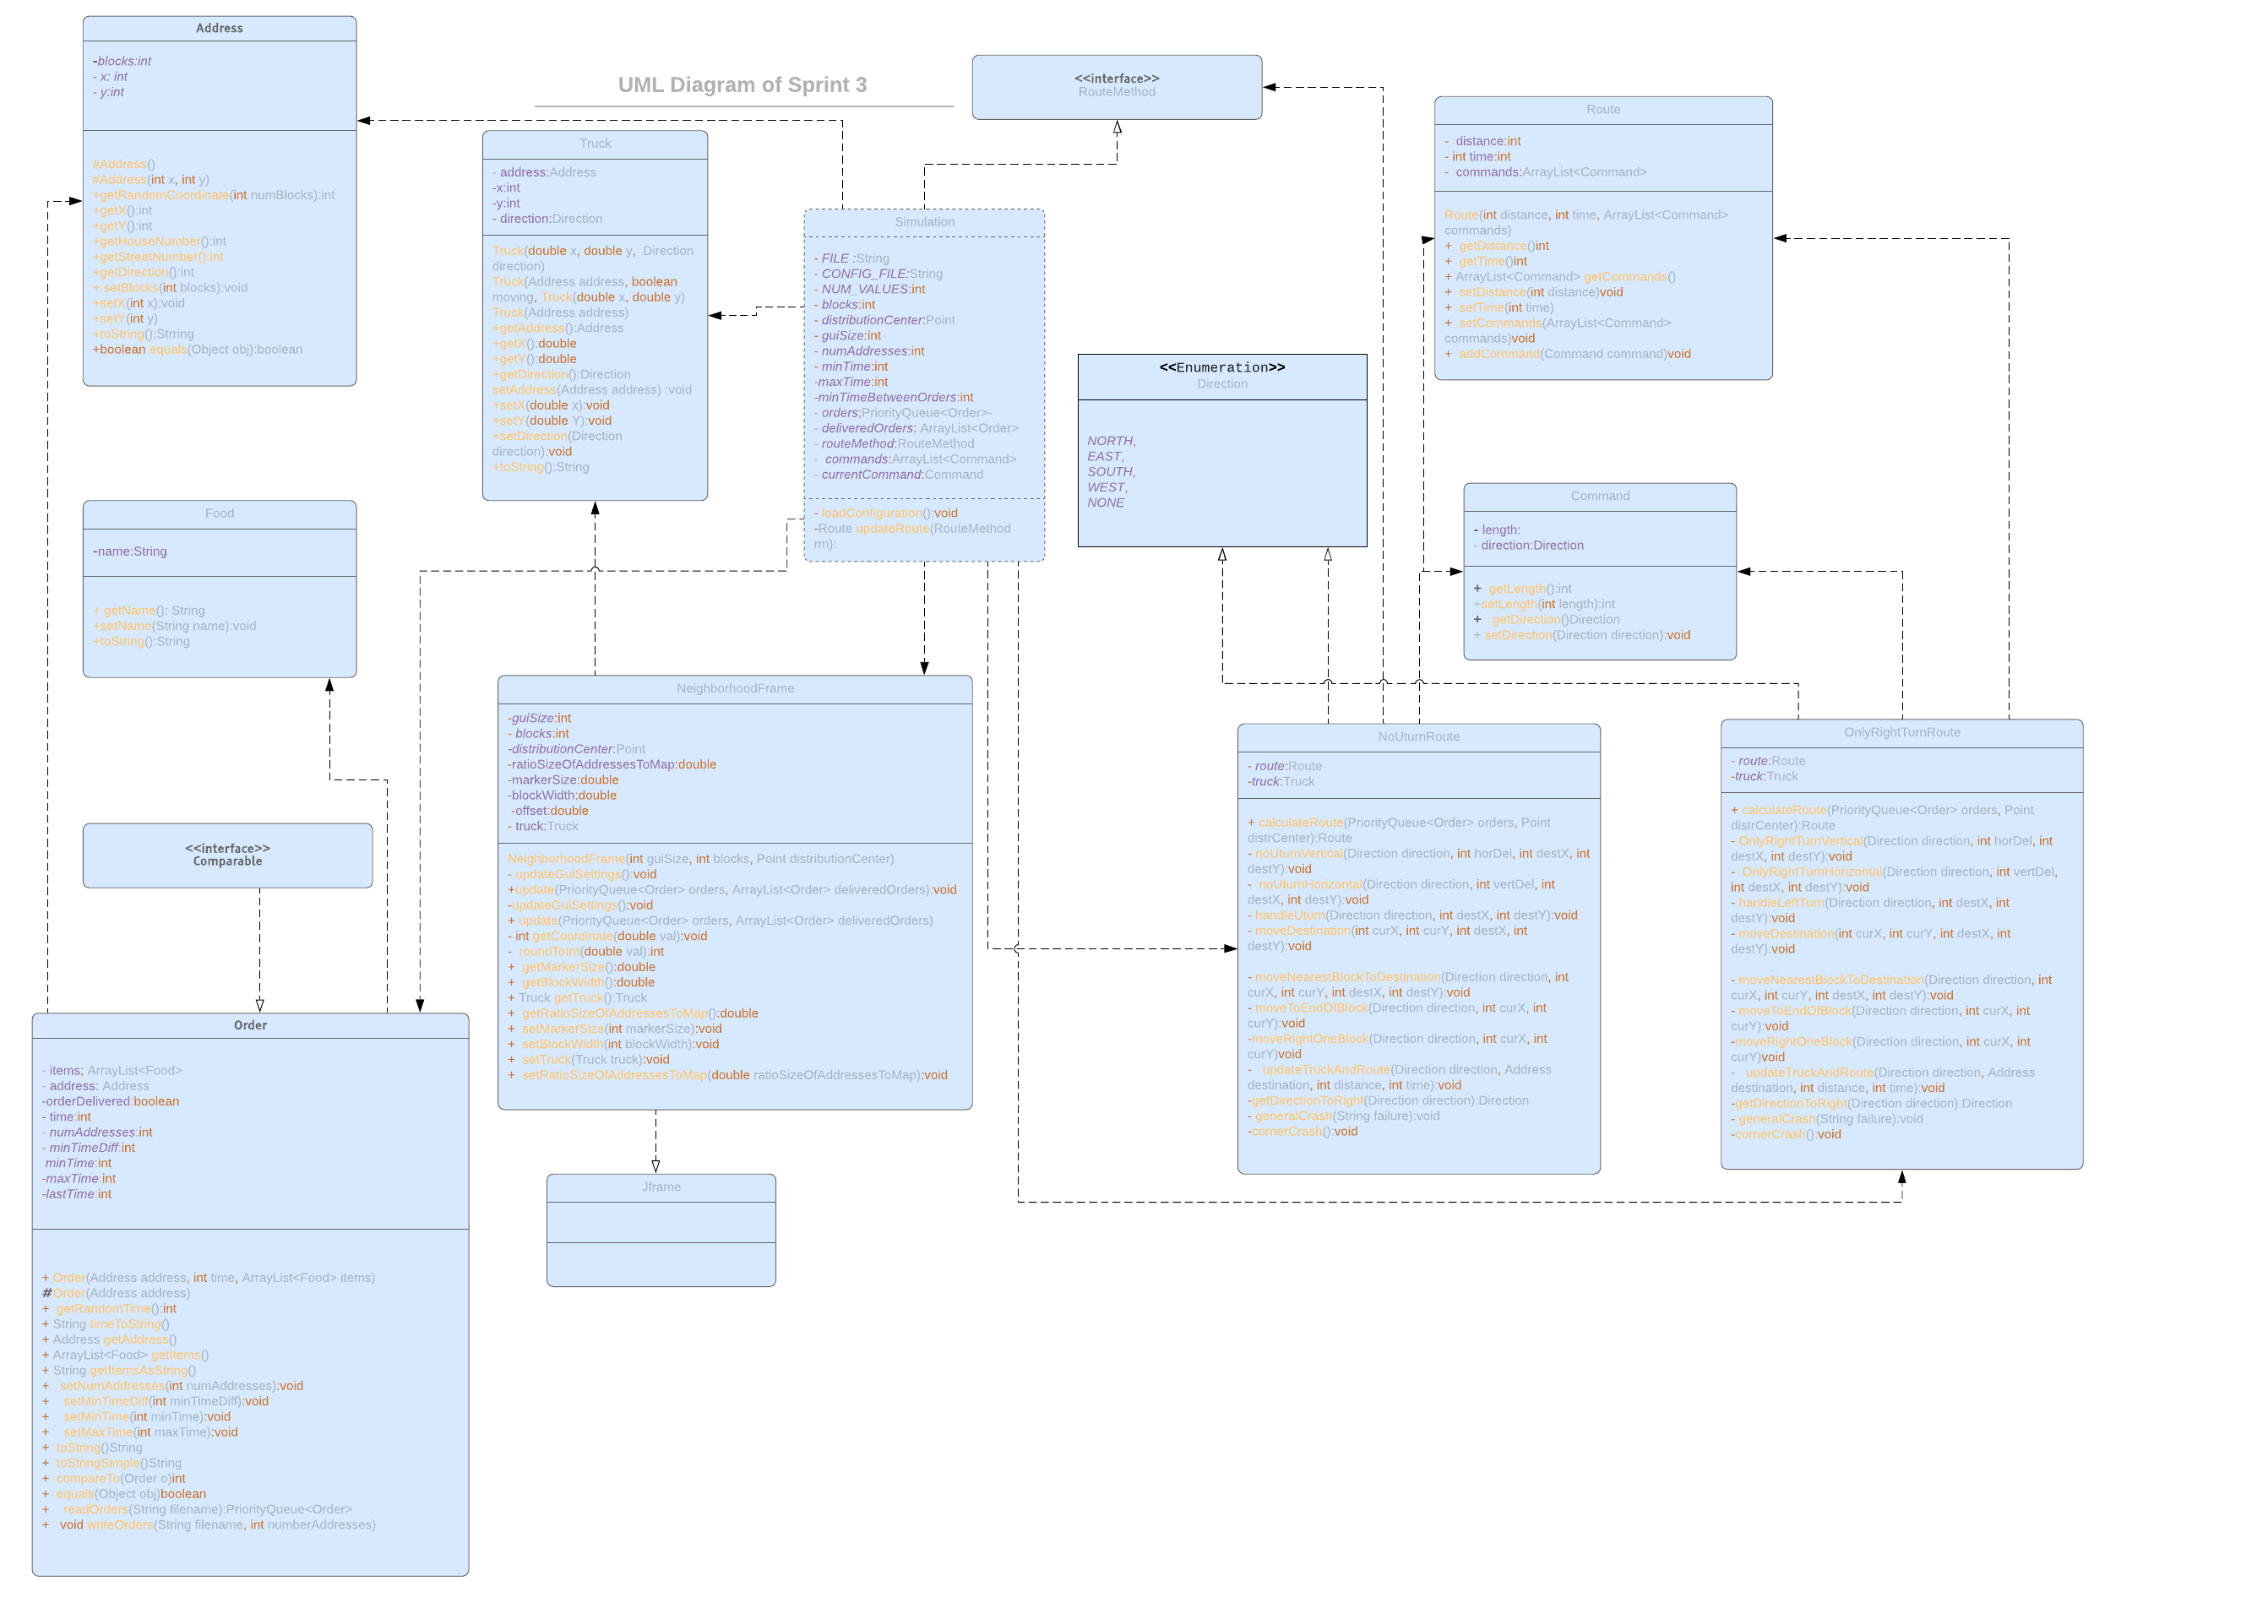 UML Diagram of Sprint 3
Address
-blocks:int
- x: int
- y:int
#Address()
#Address(int x, int y)
+getRandomCoordinate(int numBlocks):int
+getX():int
+getY():int
+getHouseNumber():int
+getStreetNumber():int
+getDirection():int
+ setBlocks(int blocks):void
+setX(int x):void
+setY(int y)
+toString():Strring
+boolean equals(Object obj):boolean
Truck
- address:Address
-x:int
-y:int
- direction:Direction
Truck(double x, double y,  Direction
direction)
Truck(Address address, boolean
moving, Truck(double x, double y)
Truck(Address address)
+getAddress():Address
+getX():double
+getY():double
+getDirection():Direction
setAddress(Address address) :void
+setX(double x):void
+setY(double Y):void
+setDirection(Direction
direction):void
+toString():String
<<interface>>
RouteMethod
Simulation
- FILE :String
- CONFIG_FILE:String
- NUM_VALUES:int
- blocks:int
- distributionCenter:Point
- guiSize:int
- numAddresses:int
- minTime:int
-maxTime:int
-minTimeBetweenOrders:int
- orders;PriorityQueue<Order>-
- deliveredOrders: ArrayList<Order>
- routeMethod:RouteMethod
-  commands:ArrayList<Command>
- currentCommand:Command
- loadConfiguration():void
-Route updateRoute(RouteMethod
rm):
<<Enumeration>>
Direction
NORTH,
EAST,
SOUTH,
WEST,
NONE
Route
-  distance:int
- int time:int
-  commands:ArrayList<Command>
Route(int distance, int time, ArrayList<Command>
commands)
+  getDistance()int
+  getTime()int
+ ArrayList<Command> getCommands()
+  setDistance(int distance)void
+  setTime(int time)
+  setCommands(ArrayList<Command>
commands)void
+  addCommand(Command command)void
Command
- length:
- direction:Direction
+  getLength():int
+setLength(int length):int
+   getDirection()Direction
+ setDirection(Direction direction):void
Food
-name:String
+ getName(): String
+setName(String name):void
+toString():String
<<interface>>
Comparable
Order
- items; ArrayList<Food>
- address; Address
-orderDelivered:boolean
- time:int
- numAddresses:int
- minTimeDiff:int
minTime:int
-maxTime:int
-lastTime:int
+ Order(Address address, int time, ArrayList<Food> items)
#Order(Address address)
+  getRandomTime():int
+ String timeToString()
+ Address getAddress()
+ ArrayList<Food> getItems()
+ String getItemsAsString()
+   setNumAddresses(int numAddresses):void
+    setMinTimeDiff(int minTimeDiff):void
+    setMinTime(int minTime):void
+    setMaxTime(int maxTime):void
+  toString()String
+  toStringSimple()String
+  compareTo(Order o)int
+  equals(Object obj)boolean
+    readOrders(String filename):PriorityQueue<Order>
+   void writeOrders(String filename, int numberAddresses)
NeighborhoodFrame
-guiSize:int
- blocks:int
-distributionCenter:Point
-ratioSizeOfAddressesToMap:double
-markerSize:double
-blockWidth:double
-offset:double
- truck:Truck
NeighborhoodFrame(int guiSize, int blocks, Point distributionCenter)
- updateGuiSettings():void
+update(PriorityQueue<Order> orders, ArrayList<Order> deliveredOrders):void
-updateGuiSettings():void
+ update(PriorityQueue<Order> orders, ArrayList<Order> deliveredOrders)
- int getCoordinate(double val):void
-  roundToInt(double val):int
+  getMarkerSize():double
+  getBlockWidth():double
+ Truck getTruck():Truck
+  getRatioSizeOfAddressesToMap():double
+  setMarkerSize(int markerSize):void
+  setBlockWidth(int blockWidth):void
+  setTruck(Truck truck):void
+  setRatioSizeOfAddressesToMap(double ratioSizeOfAddressesToMap):void
Jframe
NoUturnRoute
- route:Route
-truck:Truck
+ calculateRoute(PriorityQueue<Order> orders, Point
distrCenter):Route
- noUturnVertical(Direction direction, int horDel, int destX, int
destY):void
-  noUturnHorizontal(Direction direction, int vertDel, int
destX, int destY):void
- handleUturn(Direction direction, int destX, int destY):void
- moveDestination(int curX, int curY, int destX, int
destY):void
- moveNearestBlockToDestination(Direction direction, int
curX, int curY, int destX, int destY):void
- moveToEndOfBlock(Direction direction, int curX, int
curY):void
-moveRightOneBlock(Direction direction, int curX, int
curY)void
-   updateTruckAndRoute(Direction direction, Address
destination, int distance, int time):void
-getDirectionToRight(Direction direction):Direction
- generalCrash(String failure):void
-cornerCrash():void
OnlyRightTurnRoute
- route:Route
-truck:Truck
+ calculateRoute(PriorityQueue<Order> orders, Point
distrCenter):Route
- OnlyRightTurnVertical(Direction direction, int horDel, int
destX, int destY):void
-  OnlyRightTurnHorizontal(Direction direction, int vertDel,
int destX, int destY):void
- handleLeftTurn(Direction direction, int destX, int
destY):void
- moveDestination(int curX, int curY, int destX, int
destY):void
- moveNearestBlockToDestination(Direction direction, int
curX, int curY, int destX, int destY):void
- moveToEndOfBlock(Direction direction, int curX, int
curY):void
-moveRightOneBlock(Direction direction, int curX, int
curY)void
-   updateTruckAndRoute(Direction direction, Address
destination, int distance, int time):void
-getDirectionToRight(Direction direction):Direction
- generalCrash(String failure):void
-cornerCrash():void